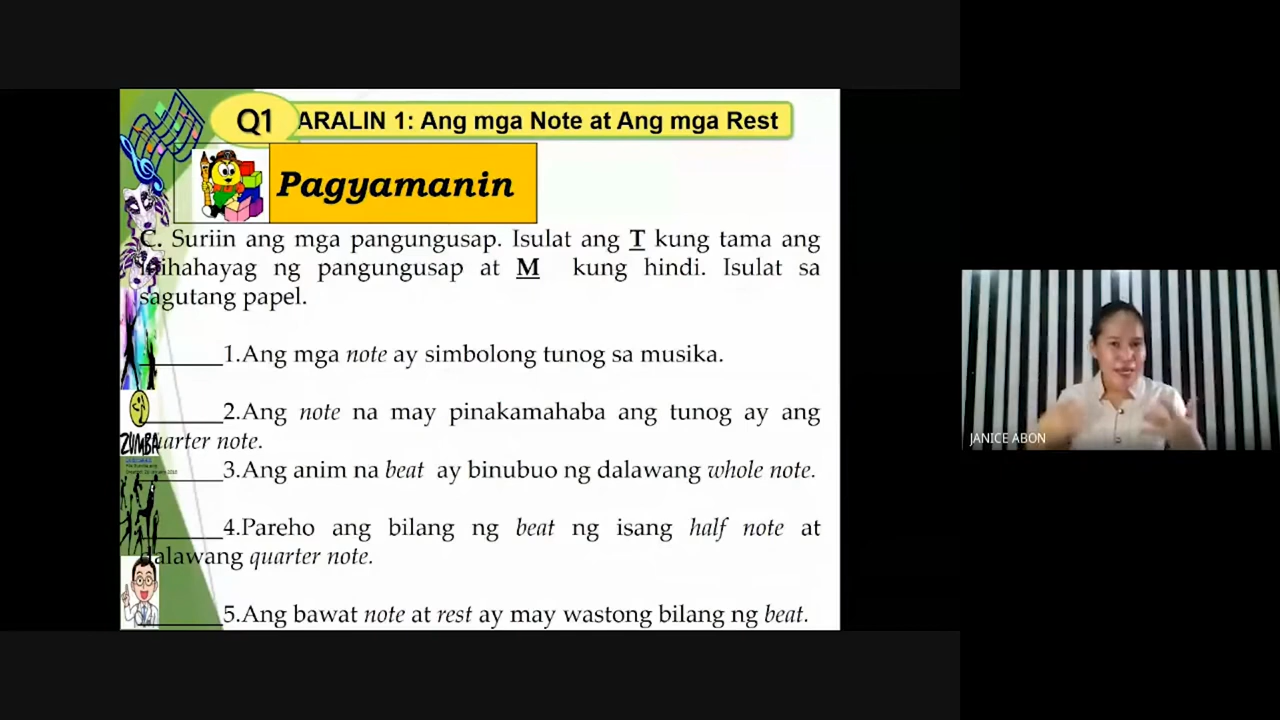 Q1
ARALIN 1: Ang mga Note at Ang mga Rest
Pagyamanin
C. Suriin ang mga pangungusap. Isulat ang T kung tama ang
ipihahayag ng pangungusap at M kung hindi. Isulat sa
sagutang papel.
______1.Ang mga note ay simbolong tunog sa musika.
______2.Ang note na may pinakamahaba ang tunog ay ang
quarter note.
ZUMBA
______3.Ang anim na beat ay binubuo ng dalawang whole note.
______4.Pareho ang bilang ng beat ng isang half note at
dalawang quarter note.
______5.Ang bawat note at rest ay may wastong bilang ng beat.
JANICE ABON